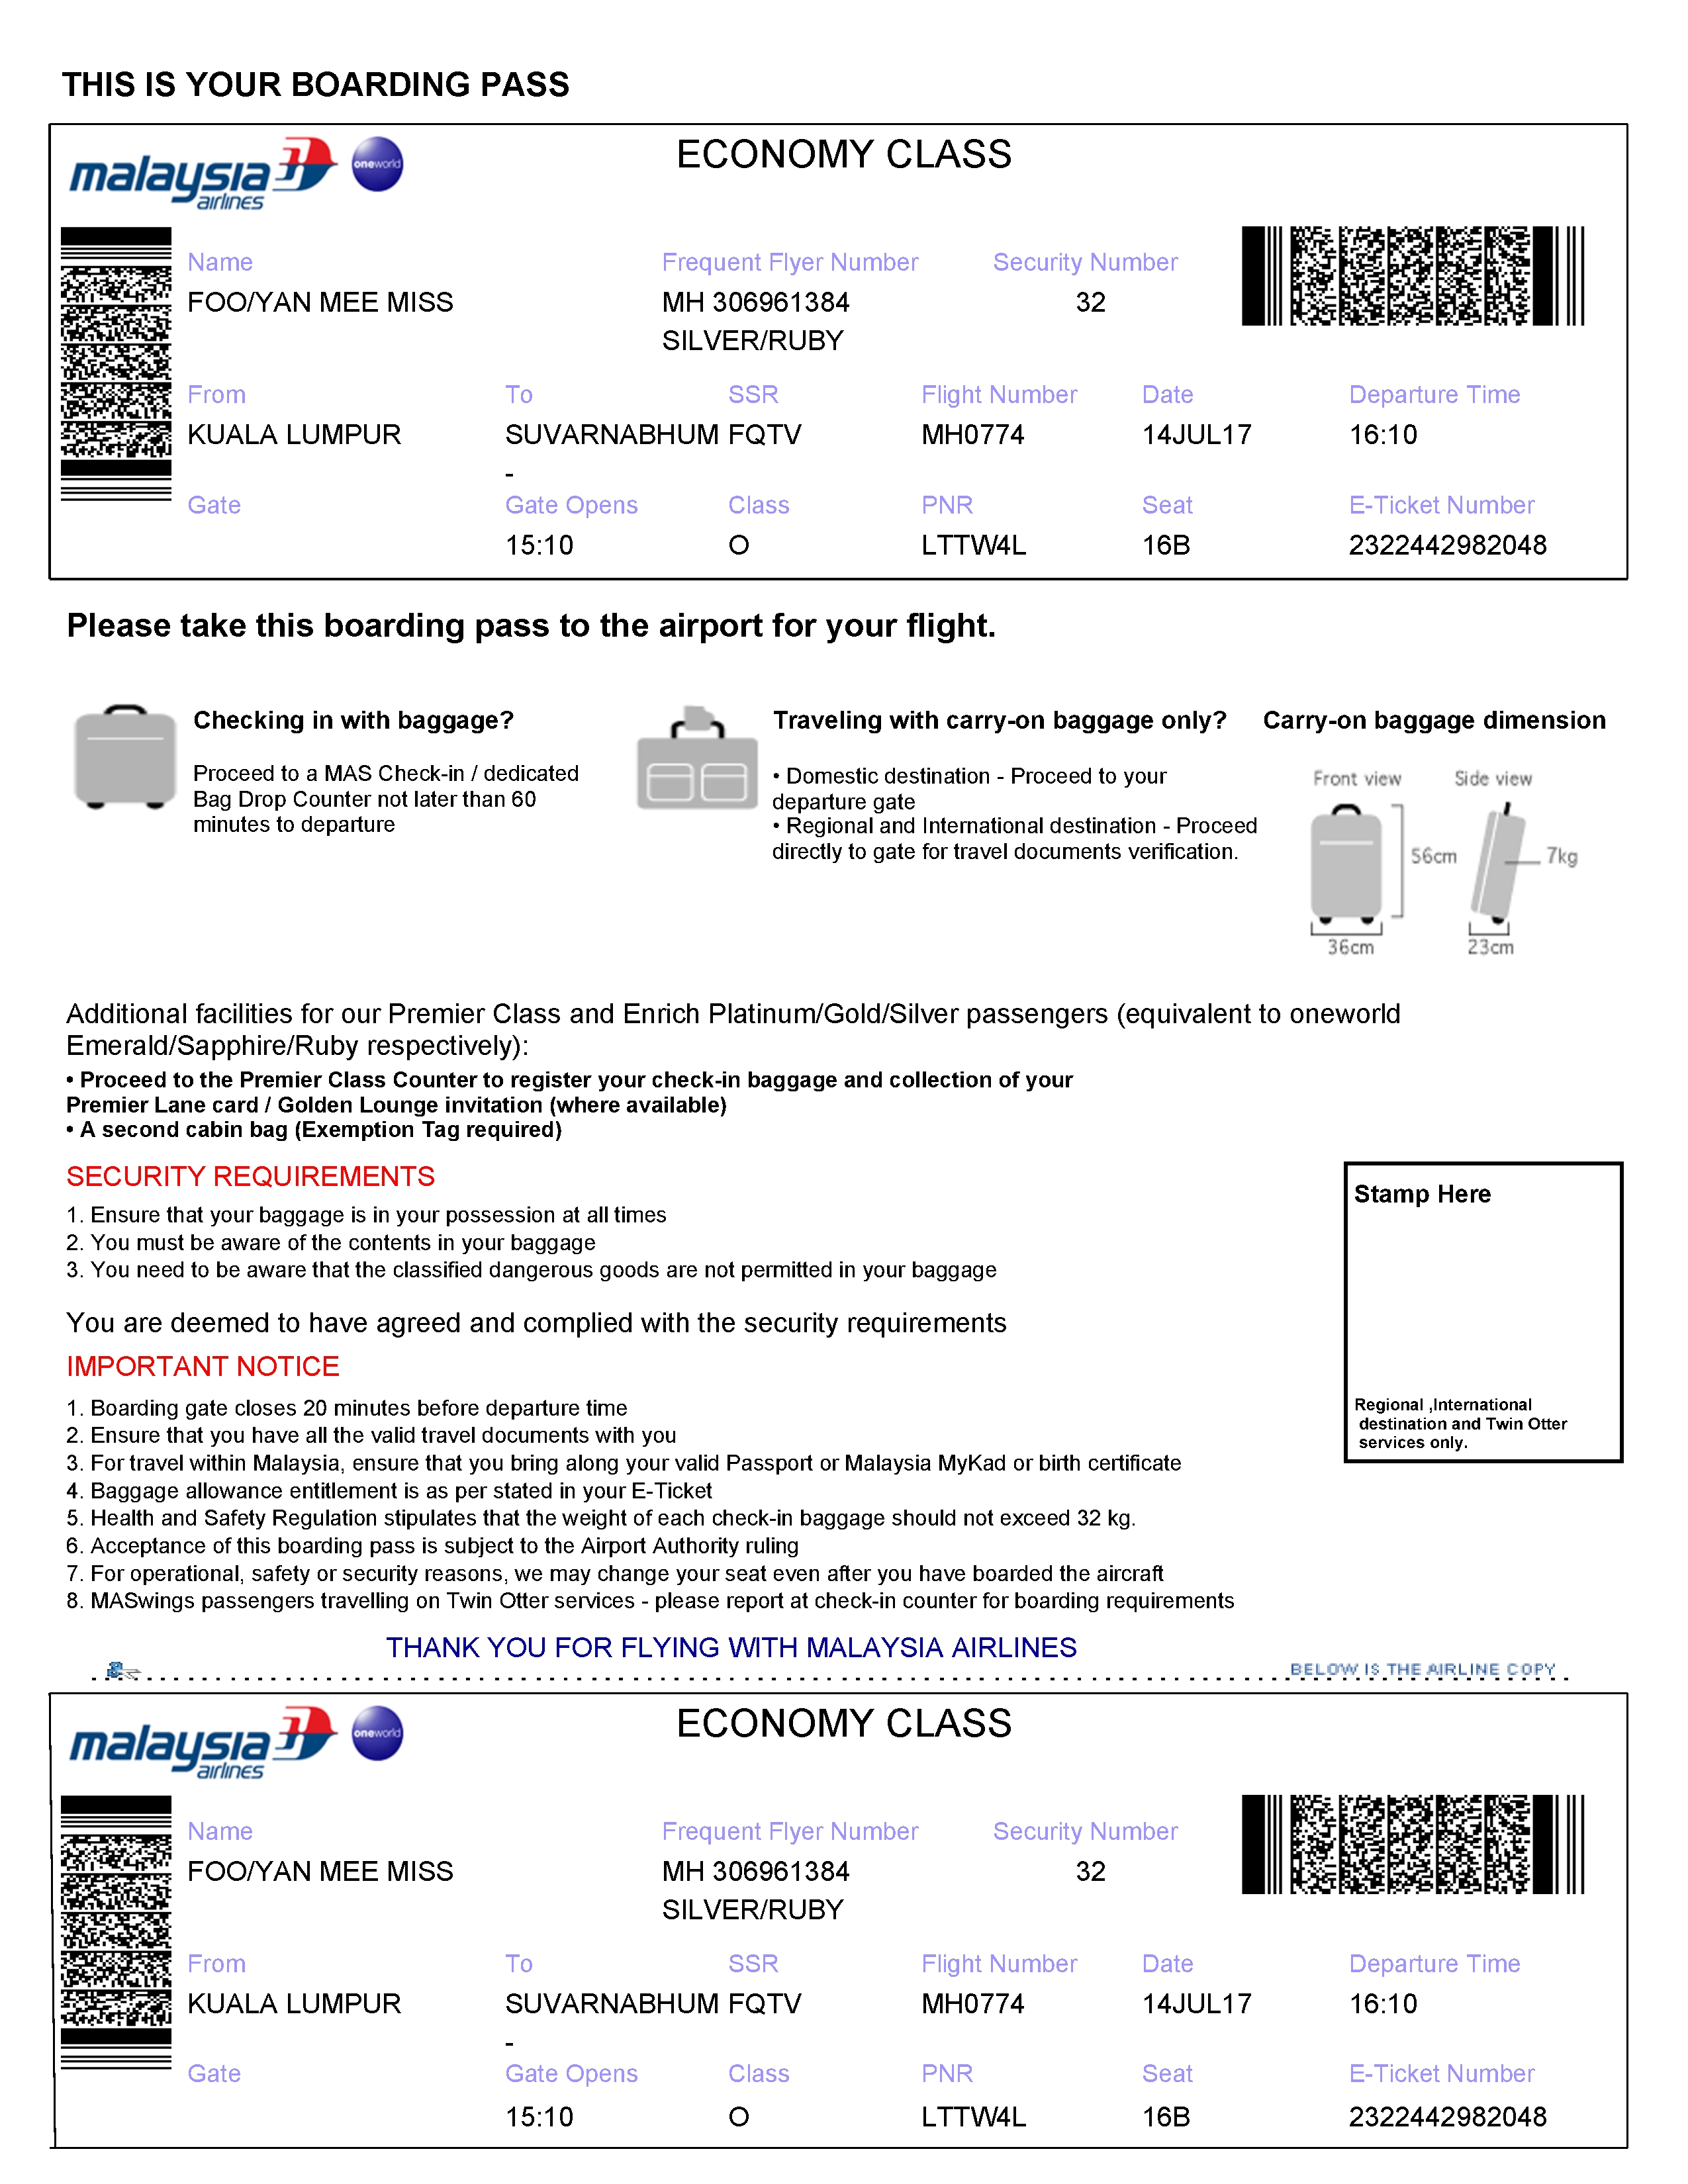 THIS IS YOUR BOARDING PASS
malaysia airlines oneworld
ECONOMY CLASS
Name Frequent Flyer Number Security Number
FOO/YAN MEE MISS MH 306961384 32
SILVER/RUBY
From To SSR Flight Number Date Departure Time
KUALA LUMPUR SUVARNABHUM FQTV MH0774 14JUL17 16:10
-
Gate Gate Opens Class PNR Seat E-Ticket Number
15:10 O LTTW4L 16B 2322442982048
Please take this boarding pass to the airport for your flight.
Checking in with baggage?
Proceed to a MAS Check-in / dedicated
Bag Drop Counter not later than 60
minutes to departure
Traveling with carry-on baggage only?
• Domestic destination - Proceed to your
departure gate
• Regional and International destination - Proceed
directly to gate for travel documents verification.
Carry-on baggage dimension
Front view Side view
56cm 7kg
36cm 23cm
Additional facilities for our Premier Class and Enrich Platinum/Gold/Silver passengers (equivalent to oneworld
Emerald/Sapphire/Ruby respectively):
• Proceed to the Premier Class Counter to register your check-in baggage and collection of your
Premier Lane card / Golden Lounge invitation (where available)
• A second cabin bag (Exemption Tag required)
SECURITY REQUIREMENTS
1. Ensure that your baggage is in your possession at all times
2. You must be aware of the contents in your baggage
3. You need to be aware that the classified dangerous goods are not permitted in your baggage
You are deemed to have agreed and complied with the security requirements
Stamp Here
Regional ,International
destination and Twin Otter
services only.
IMPORTANT NOTICE
1. Boarding gate closes 20 minutes before departure time
2. Ensure that you have all the valid travel documents with you
3. For travel within Malaysia, ensure that you bring along your valid Passport or Malaysia MyKad or birth certificate
4. Baggage allowance entitlement is as per stated in your E-Ticket
5. Health and Safety Regulation stipulates that the weight of each check-in baggage should not exceed 32 kg.
6. Acceptance of this boarding pass is subject to the Airport Authority ruling
7. For operational, safety or security reasons, we may change your seat even after you have boarded the aircraft
8. MASwings passengers travelling on Twin Otter services - please report at check-in counter for boarding requirements
THANK YOU FOR FLYING WITH MALAYSIA AIRLINES
BELOW IS THE AIRLINE COPY
malaysia airlines oneworld
ECONOMY CLASS
Name Frequent Flyer Number Security Number
FOO/YAN MEE MISS MH 306961384 32
SILVER/RUBY
From To SSR Flight Number Date Departure Time
KUALA LUMPUR SUVARNABHUM FQTV MH0774 14JUL17 16:10
-
Gate Gate Opens Class PNR Seat E-Ticket Number
15:10 O LTTW4L 16B 2322442982048